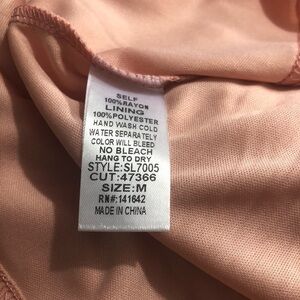 SELF
100%RAYON
LINING
100%POLYESTER
HAND WASH COLD
WATER SEPARATELY
COLOR WILL BLEED
NO BLEACH
HANG TO DRY
STYLE:SL7005
CUT:47366
SIZE:M
RN#:141642
MADE IN CHINA